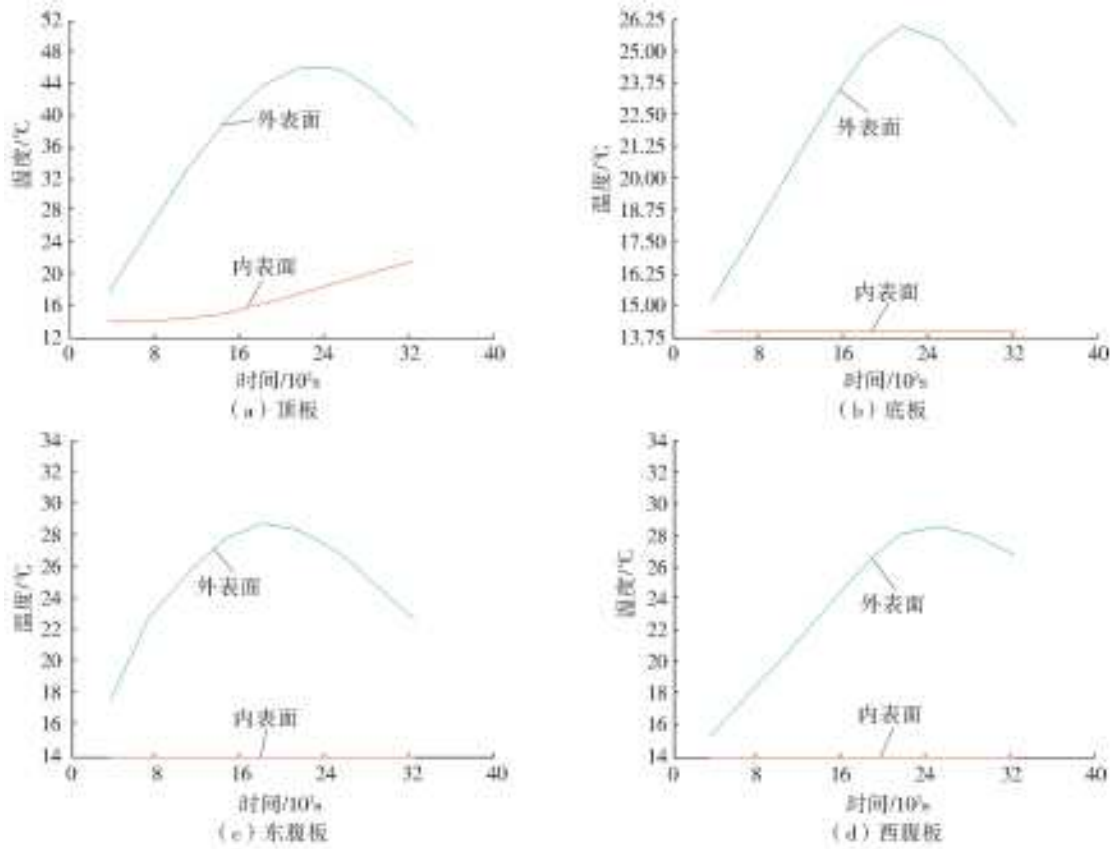 52
48
44
40
36
32
28
24
20
16
12
温度/℃
外表面
内表面
0 8 16 24 32 40
时间/10³s
(a)顶板
26.25
25.00
23.75
22.50
21.25
20.00
18.75
17.50
16.25
15.00
13.75
温度/℃
外表面
内表面
0 8 16 24 32 40
时间/10³s
(b)底板
34
32
30
28
26
24
22
20
18
16
14
温度/℃
外表面
内表面
0 8 16 24 32 40
时间/10³s
(c)东腹板
34
32
30
28
26
24
22
20
18
16
14
温度/℃
外表面
内表面
0 8 16 24 32 40
时间/10³s
(d)西腹板